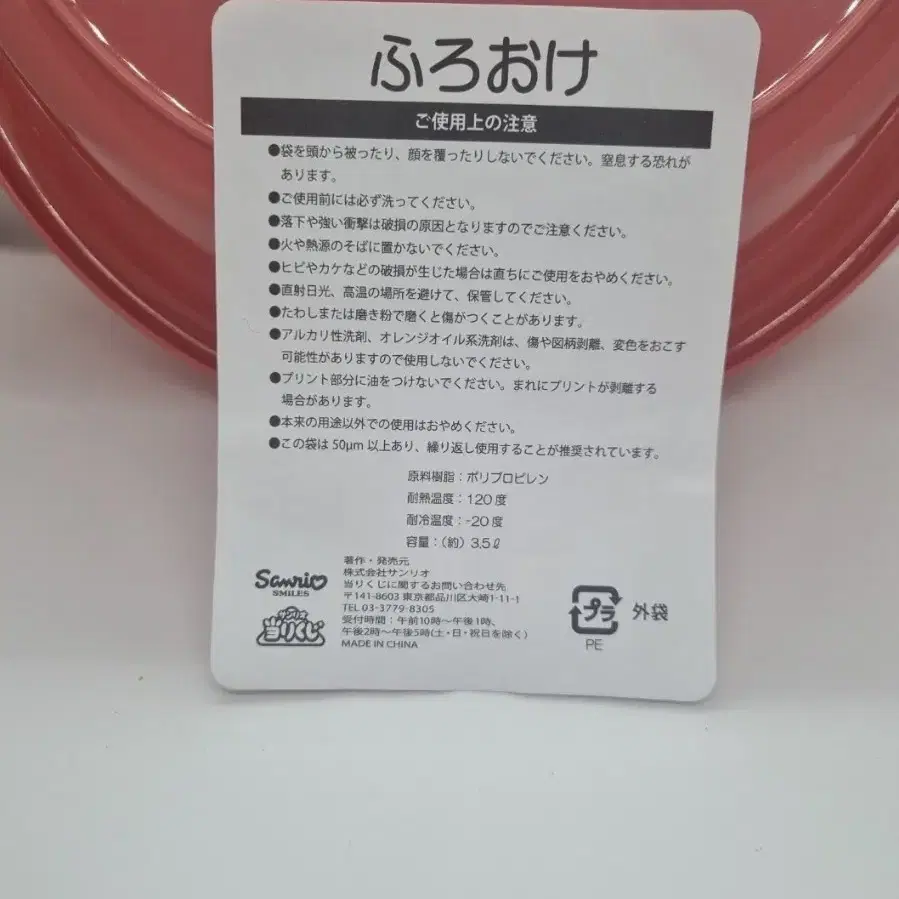 ふろおけ
ご使用上の注意
●袋を頭から被ったり、顔を覆ったりしないでください。窒息する恐れが
あります。
●ご使用前には必ず洗ってください。
●落下や強い衝撃は破損の原因となりますのでご注意ください。
●火や熱源のそばに置かないでください。
●ヒビやカケなどの破損が生じた場合は直ちにご使用をおやめください。
●直射日光、高温の場所を避けて、保管してください。
●たわしまたは磨き粉で磨くと傷がつくことがあります。
●アルカリ性洗剤、オレンジオイル系洗剤は、傷や図柄剥離、変色をおこす
可能性がありますので使用しないでください。
●プリント部分に油をつけないでください。まれにプリントが剥離する
場合があります。
●本来の用途以外での使用はおやめください。
●この袋は50μm以上あり、繰り返し使用することが推奨されています。
原料樹脂：ポリプロピレン
耐熱温度：120度
耐冷温度：-20度
容量：(約) 3.5ℓ
Sanrio
SMILES
サンリオ
当りくじ
著作・発売元
株式会社サンリオ
当りくじに関するお問い合わせ先
〒141-8603 東京都品川区大崎1-11-1
TEL 03-3779-8305
受付時間：午前10時～午後1時、
午後2時～午後5時(土・日・祝日を除く)
MADE IN CHINA
プラ 外袋
PE